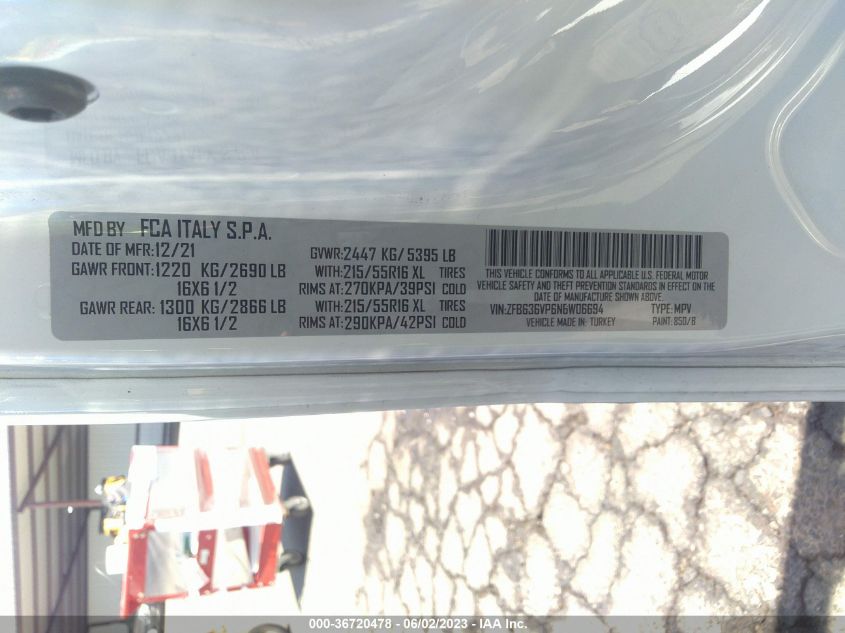 MFD BY FCA ITALY S.P.A.
DATE OF MFR: 12/21
GVWR: 2447 KG/5395 LB
GAWR FRONT: 1220 KG/2690 LB
WITH: 215/55R16 XL TIRES
16X6 1/2
RIMS AT: 270KPA/39PSI COLD
GAWR REAR: 1300 KG/2866 LB
WITH: 215/55R16 XL TIRES
16X6 1/2
RIMS AT: 290KPA/42PSI COLD
THIS VEHICLE CONFORMS TO ALL APPLICABLE U.S. FEDERAL MOTOR
VEHICLE SAFETY AND THEFT PREVENTION STANDARDS IN EFFECT ON THE
DATE OF MANUFACTURE SHOWN ABOVE.
VIN: ZFB636VP6N6W06694 TYPE: MPV
VEHICLE MADE IN: TURKEY PAINT: 850/B
000-36720478 - 06/02/2023 - IAA Inc.